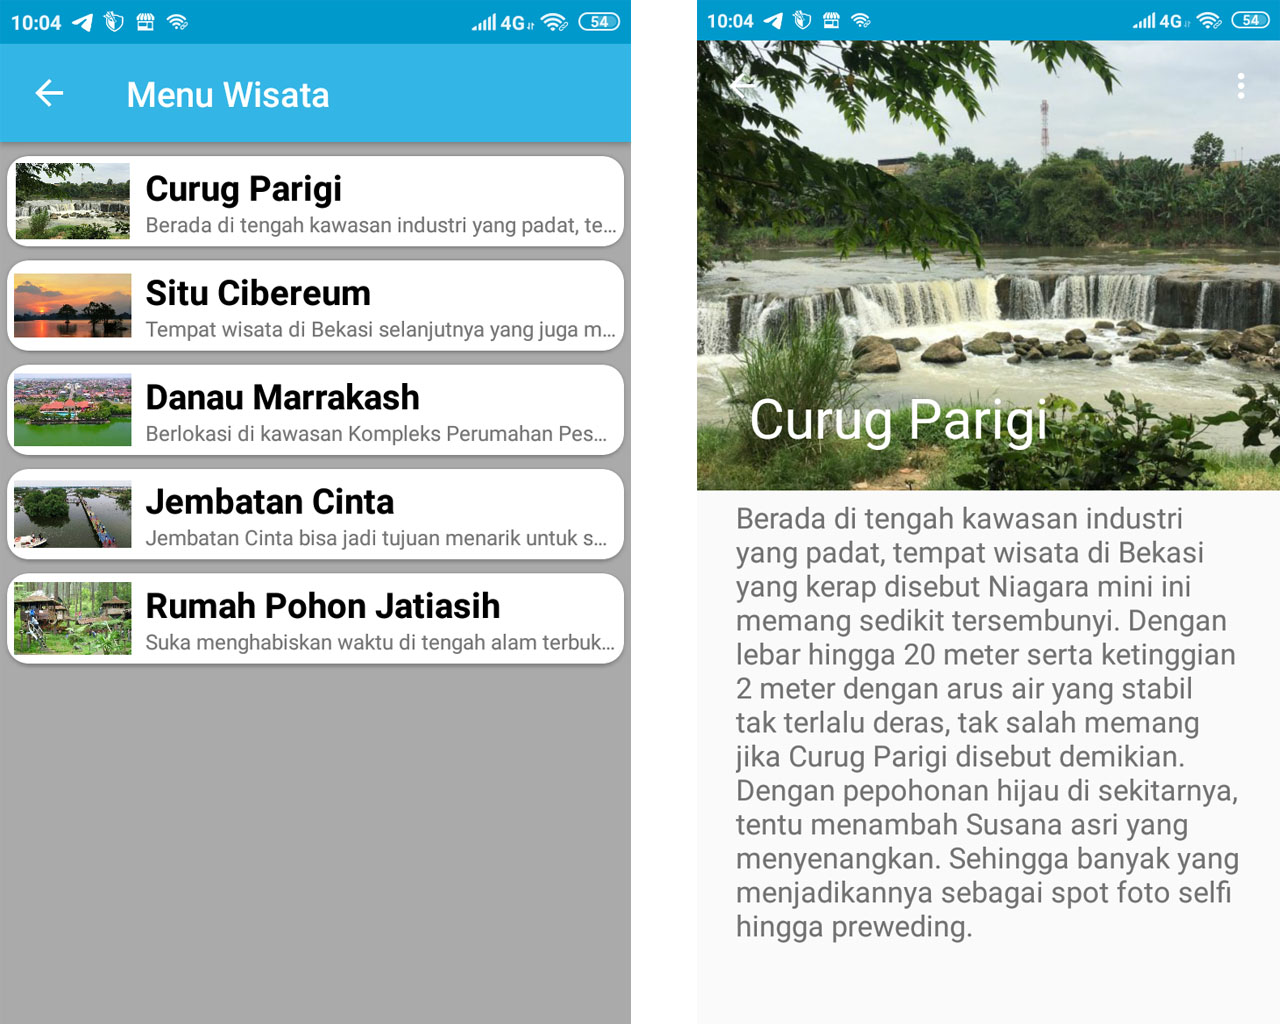 10:04 4G 54
Menu Wisata
Curug Parigi
Berada di tengah kawasan industri yang padat, te...
Situ Cibereum
Tempat wisata di Bekasi selanjutnya yang juga m...
Danau Marrakash
Berlokasi di kawasan Kompleks Perumahan Pes...
Jembatan Cinta
Jembatan Cinta bisa jadi tujuan menarik untuk s...
Rumah Pohon Jatiasih
Suka menghabiskan waktu di tengah alam terbuk...
10:04 4G 54
Curug Parigi
Berada di tengah kawasan industri
yang padat, tempat wisata di Bekasi
yang kerap disebut Niagara mini ini
memang sedikit tersembunyi. Dengan
lebar hingga 20 meter serta ketinggian
2 meter dengan arus air yang stabil
tak terlalu deras, tak salah memang
jika Curug Parigi disebut demikian.
Dengan pepohonan hijau di sekitarnya,
tentu menambah Susana asri yang
menyenangkan. Sehingga banyak yang
menjadikannya sebagai spot foto selfi
hingga preweding.